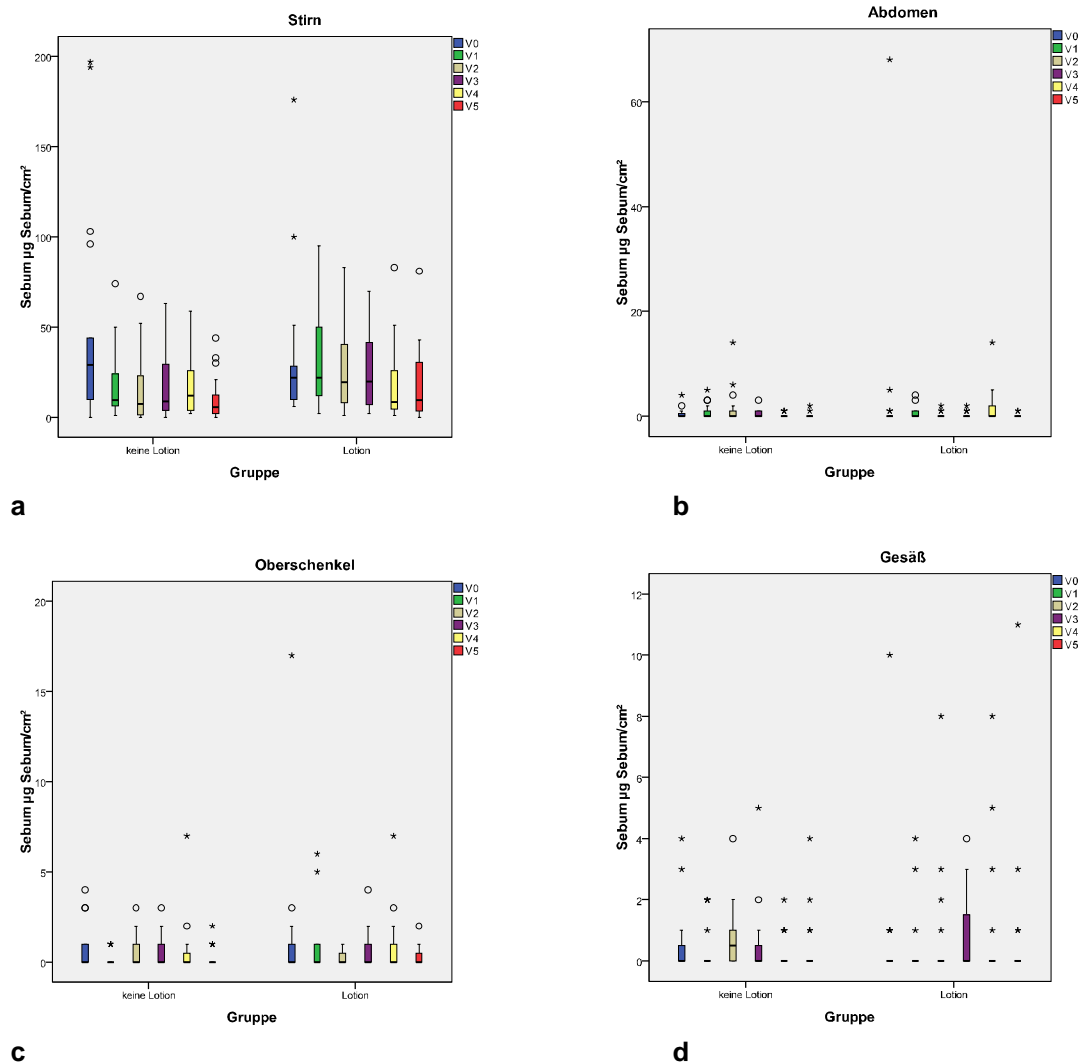 Stirn
V0
V1
V2
V3
V4
V5
200
150
100
50
0
Sebum µg Sebum/cm²
keine Lotion
Lotion
Gruppe
a
Abdomen
V0
V1
V2
V3
V4
V5
60
40
20
0
Sebum µg Sebum/cm²
keine Lotion
Lotion
Gruppe
b
Oberschenkel
V0
V1
V2
V3
V4
V5
20
15
10
5
0
Sebum µg Sebum/cm²
keine Lotion
Lotion
Gruppe
c
Gesäß
V0
V1
V2
V3
V4
V5
12
10
8
6
4
2
0
Sebum µg Sebum/cm²
keine Lotion
Lotion
Gruppe
d